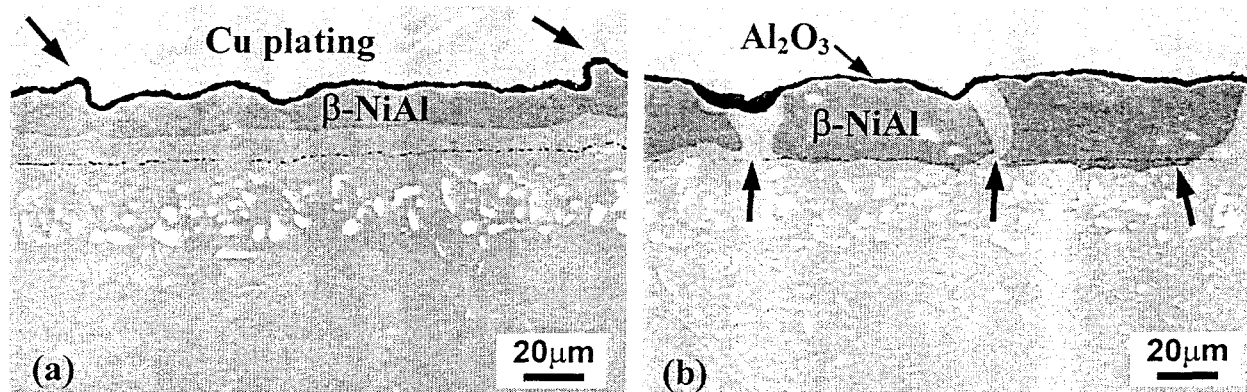 Cu plating
β-NiAl
20μm
(a)
Al₂O₃
β-NiAl
20μm
(b)